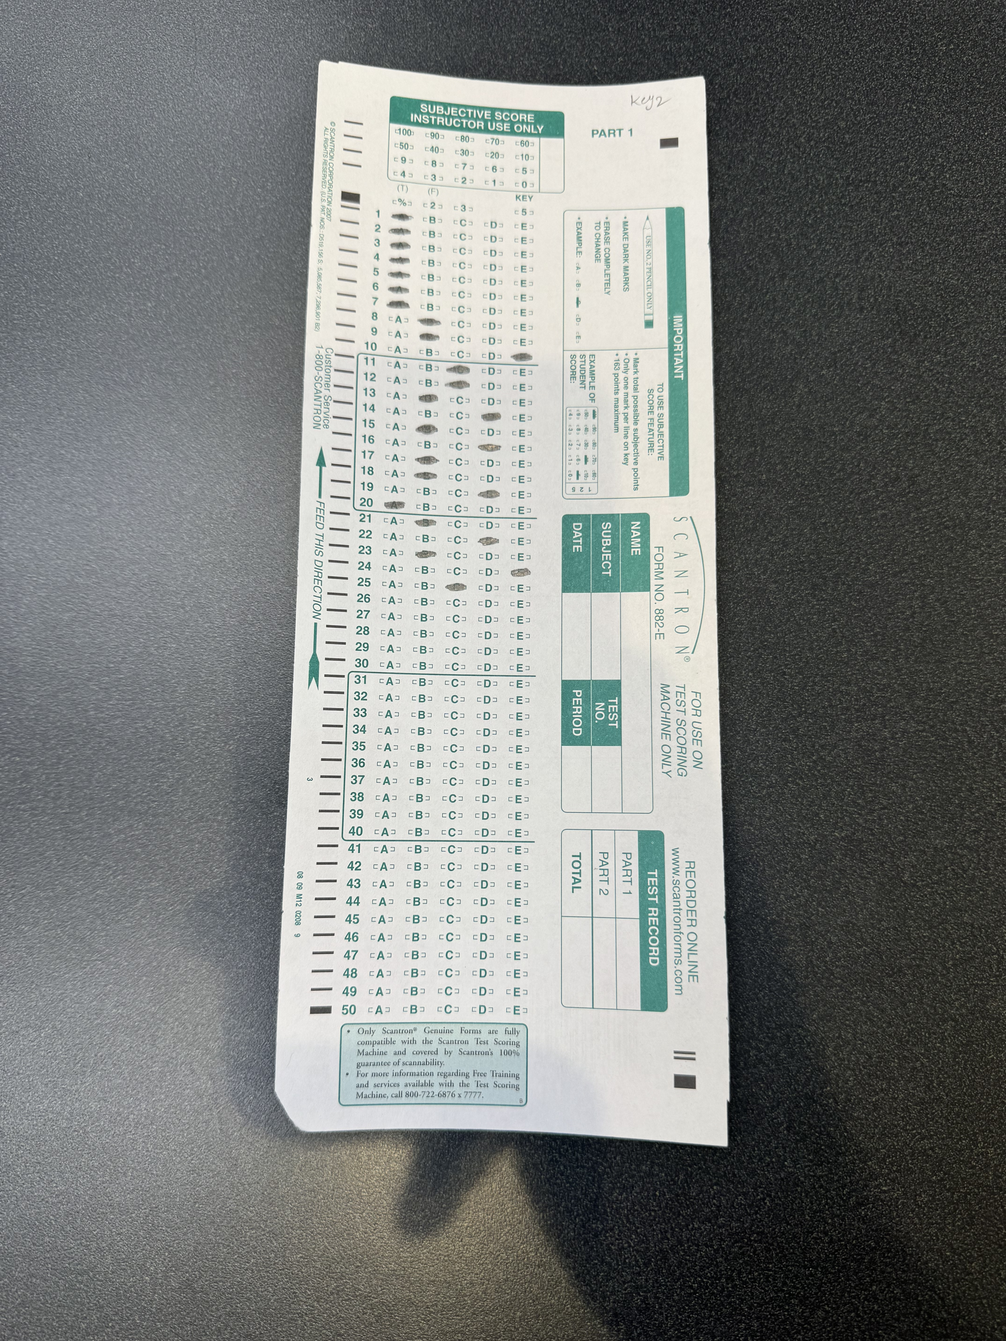 Key 2
PART 1
SUBJECTIVE SCORE
INSTRUCTOR USE ONLY
100 90 80 70 60
50 40 30 20 10
9 8 7 6 5
4 3 2 1 0
(T) (F) KEY
% 2 3 5
1 B C D E
2 B C D E
3 B C D E
4 B C D E
5 B C D E
6 B C D E
7 B C D E
8 A C D E
9 A C D E
10 A B C D
11 A B D E
12 A B D E
13 A C D E
14 A B C E
15 A C D E
16 A B C E
17 A C D E
18 A C D E
19 A B C E
20 B C D E
21 A C D E
22 A B C E
23 A C D E
24 A B C D
25 A B D E
26 A B C D E
27 A B C D E
28 A B C D E
29 A B C D E
30 A B C D E
31 A B C D E
32 A B C D E
33 A B C D E
34 A B C D E
35 A B C D E
36 A B C D E
37 A B C D E
38 A B C D E
39 A B C D E
40 A B C D E
41 A B C D E
42 A B C D E
43 A B C D E
44 A B C D E
45 A B C D E
46 A B C D E
47 A B C D E
48 A B C D E
49 A B C D E
50 A B C D E
• Only Scantron® Genuine Forms are fully
compatible with the Scantron Test Scoring
Machine and covered by Scantron's 100%
guarantee of scannability.
• For more information regarding Free Training
and services available with the Test Scoring
Machine, call 800-722-6876 x 7777.
© SCANTRON CORPORATION 2007
ALL RIGHTS RESERVED.
Customer Service
1-800-SCANTRON
FEED THIS DIRECTION
3
08 09 M12 0208 9
IMPORTANT
USE NO. 2 PENCIL ONLY
• MAKE DARK MARKS
• ERASE COMPLETELY
TO CHANGE
• EXAMPLE: A B D E
TO USE SUBJECTIVE
SCORE FEATURE:
• Mark total possible subjective points
• Only one mark per line on key
• 163 points maximum
EXAMPLE OF
STUDENT
SCORE:
SCANTRON®
FORM NO. 882-E
FOR USE ON
TEST SCORING
MACHINE ONLY
NAME
SUBJECT
TEST
NO.
DATE
PERIOD
REORDER ONLINE
www.scantronforms.com
TEST RECORD
PART 1
PART 2
TOTAL